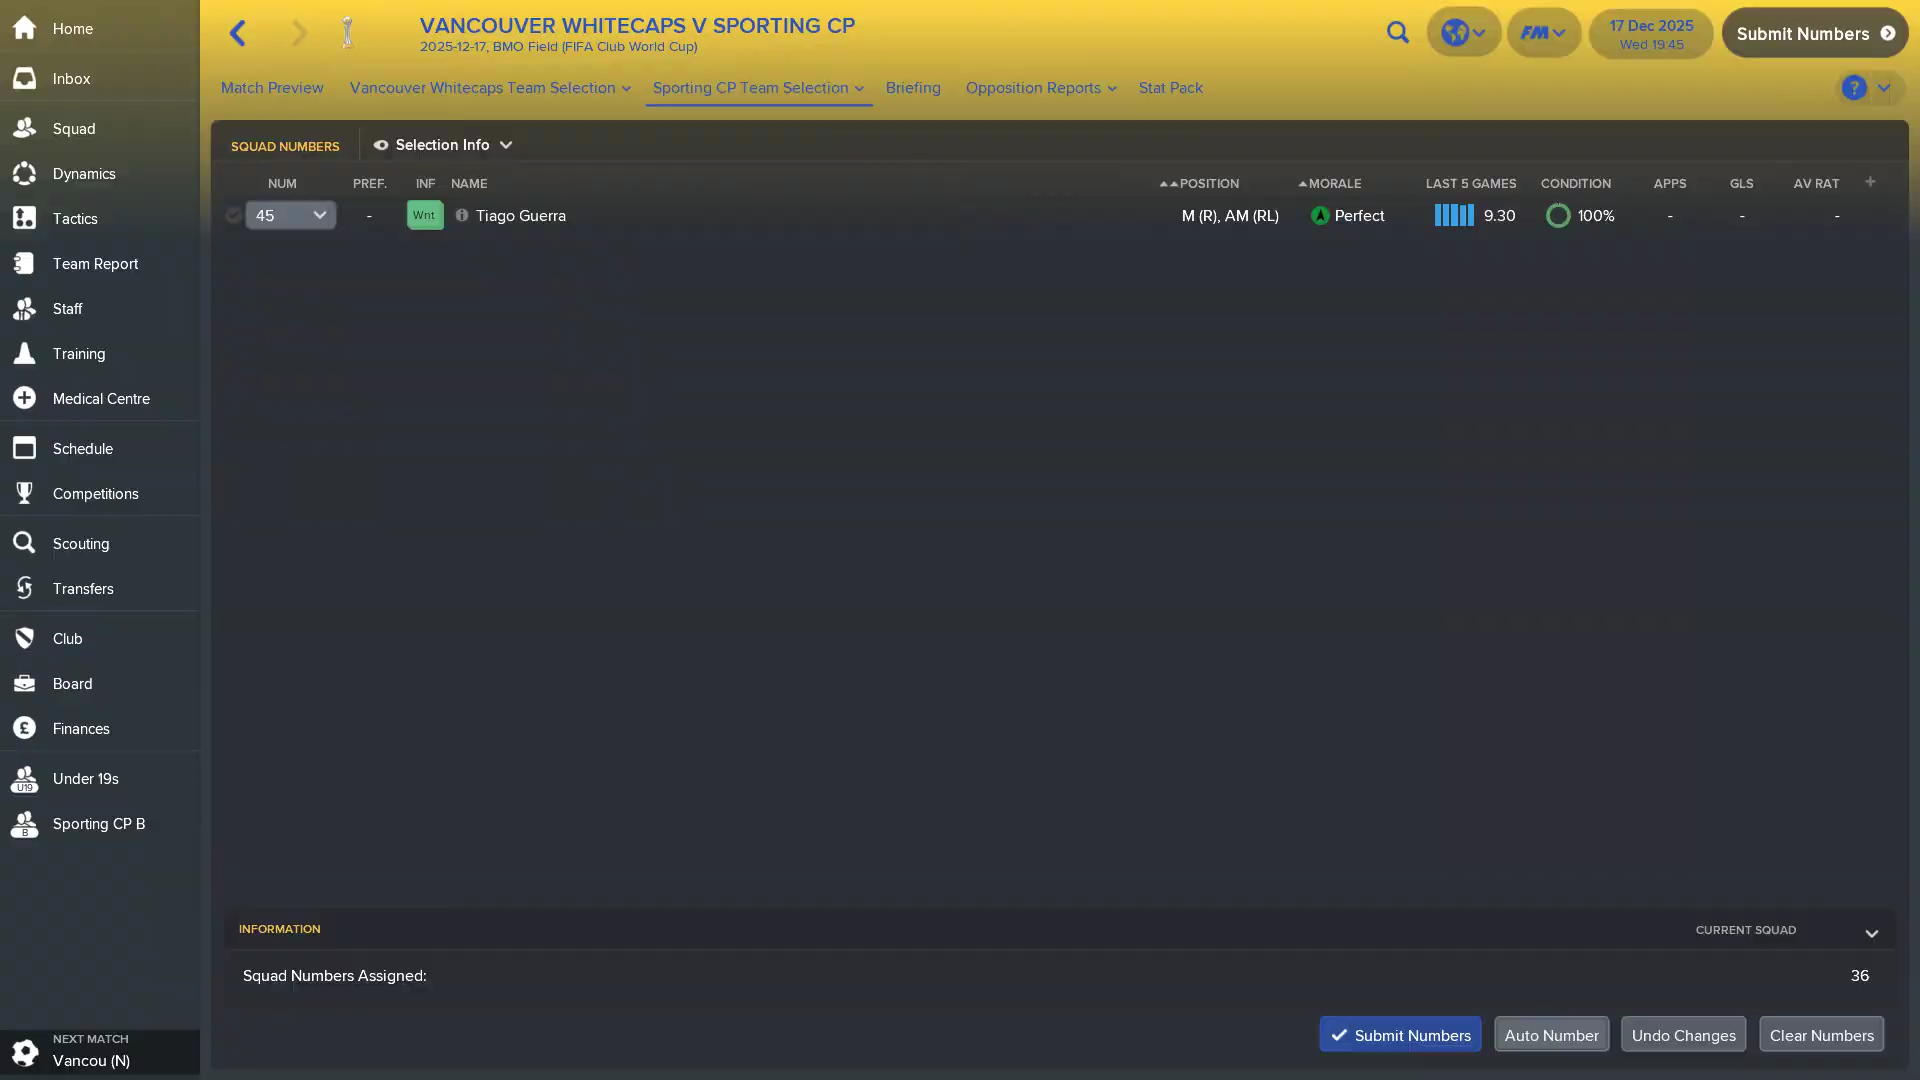 Home
Inbox
Squad
Dynamics
Tactics
Team Report
Staff
Training
Medical Centre
Schedule
Competitions
Scouting
Transfers
Club
Board
Finances
U19
Under 19s
B
Sporting CP B
NEXT MATCH
Vancou (N)
VANCOUVER WHITECAPS V SPORTING CP
2025-12-17, BMO Field (FIFA Club World Cup)
FM
17 Dec 2025
Wed 19:45
Submit Numbers
Match Preview Vancouver Whitecaps Team Selection Sporting CP Team Selection Briefing Opposition Reports Stat Pack ?
SQUAD NUMBERS Selection Info
NUM PREF. INF NAME POSITION MORALE LAST 5 GAMES CONDITION APPS GLS AV RAT +
45 - Wnt Tiago Guerra M (R), AM (RL) Perfect 9.30 100% - - -
INFORMATION CURRENT SQUAD
Squad Numbers Assigned: 36
Submit Numbers Auto Number Undo Changes Clear Numbers